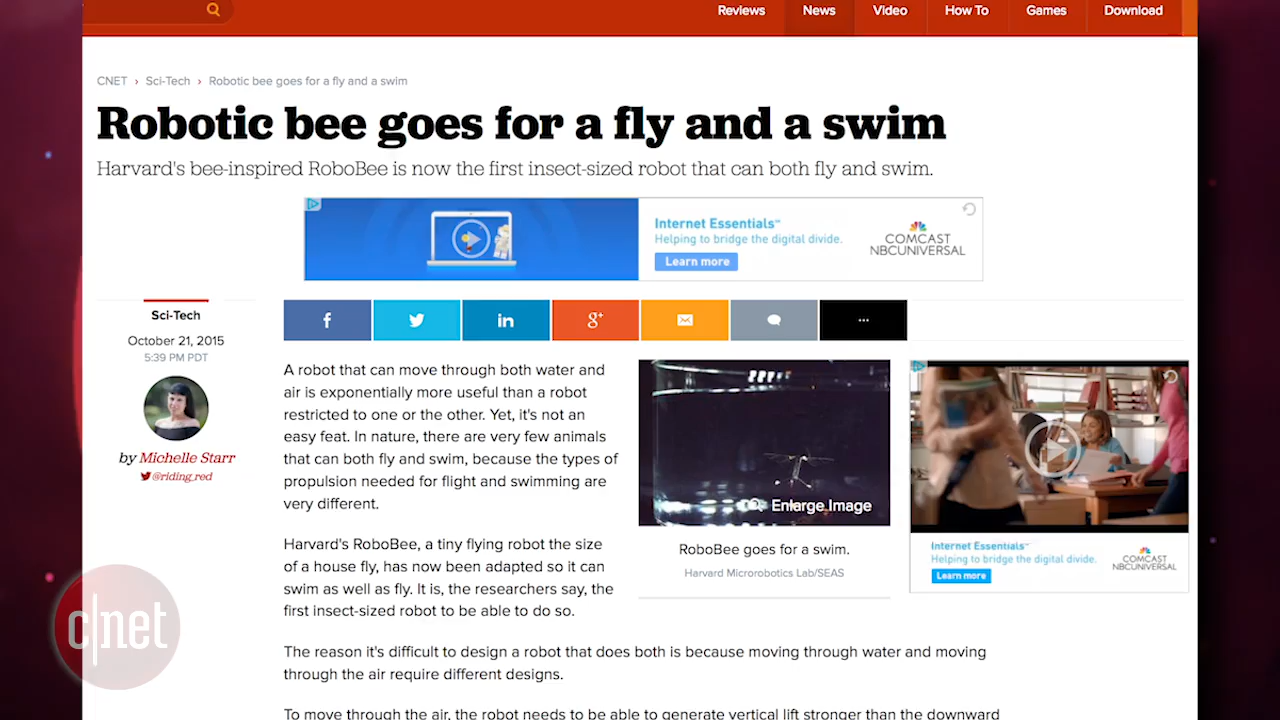 Reviews
News
Video
How To
Games
Download
CNET › Sci-Tech › Robotic bee goes for a fly and a swim
Robotic bee goes for a fly and a swim
Harvard's bee-inspired RoboBee is now the first insect-sized robot that can both fly and swim.
Internet Essentials℠
Helping to bridge the digital divide.
Learn more
COMCAST
NBCUNIVERSAL
Sci-Tech
October 21, 2015
5:39 PM PDT
by Michelle Starr
@riding_red
f
in
g+
...
A robot that can move through both water and
air is exponentially more useful than a robot
restricted to one or the other. Yet, it's not an
easy feat. In nature, there are very few animals
that can both fly and swim, because the types of
propulsion needed for flight and swimming are
very different.
Harvard's RoboBee, a tiny flying robot the size
of a house fly, has now been adapted so it can
swim as well as fly. It is, the researchers say, the
first insect-sized robot to be able to do so.
Enlarge Image
RoboBee goes for a swim.
Harvard Microrobotics Lab/SEAS
Internet Essentials℠
Helping to bridge the digital divide.
Learn more
COMCAST
NBCUNIVERSAL
The reason it's difficult to design a robot that does both is because moving through water and moving
through the air require different designs.
To move through the air, the robot needs to be able to generate vertical lift stronger than the downward
c|net